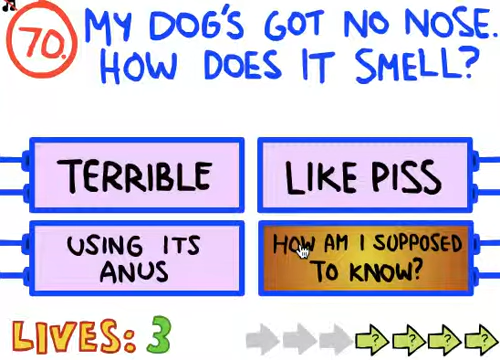 70.
MY DOG'S GOT NO NOSE.
HOW DOES IT SMELL?
TERRIBLE
LIKE PISS
USING ITS
ANUS
HOW AM I SUPPOSED
TO KNOW?
LIVES: 3
? ? ? ?